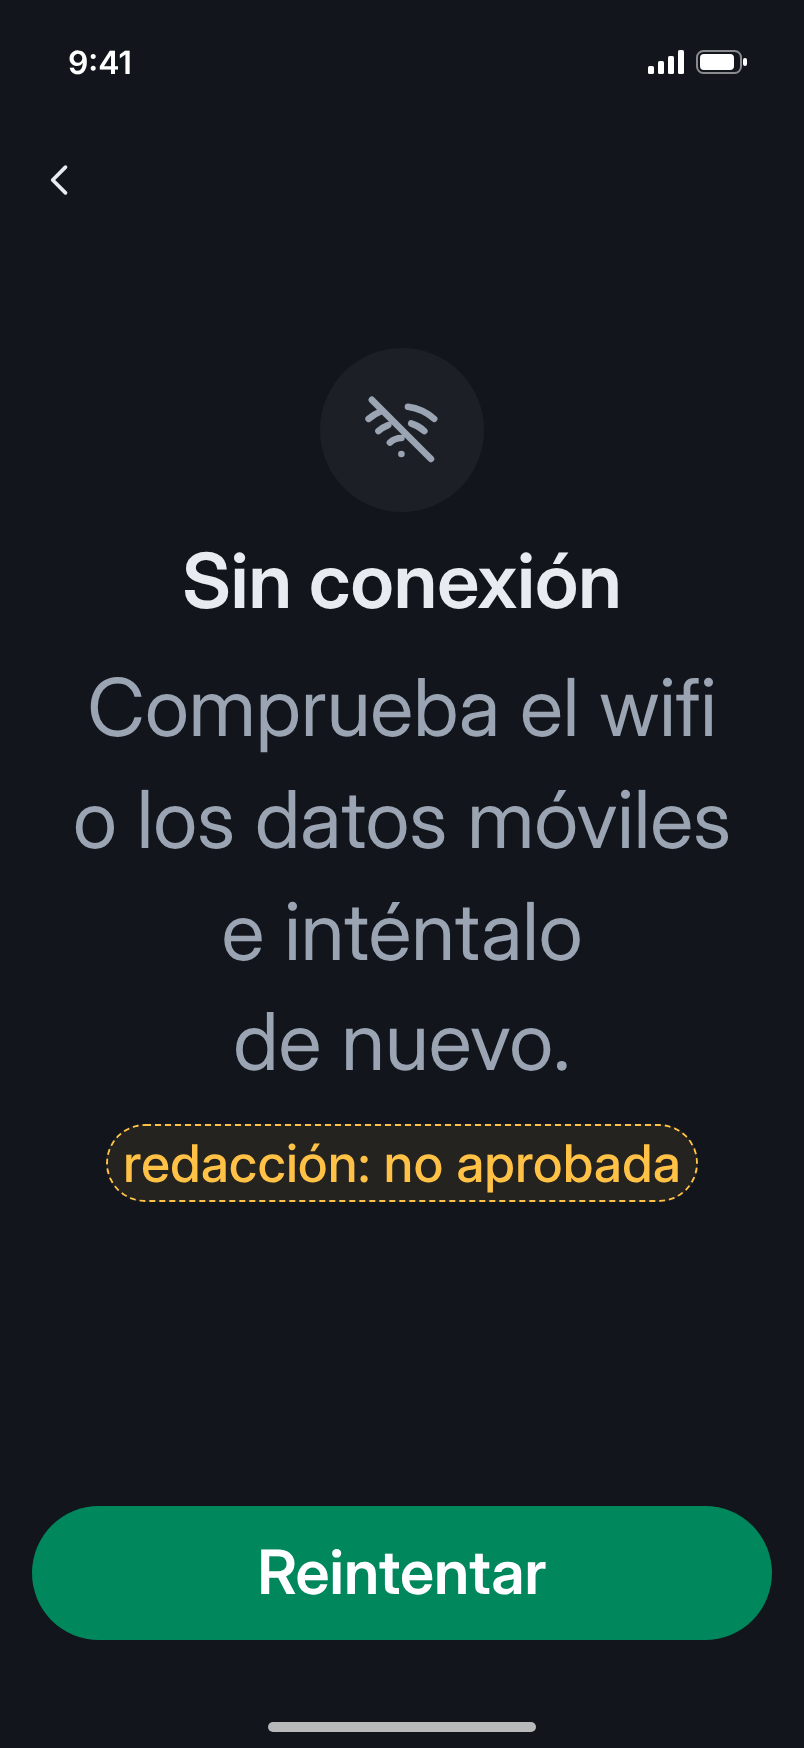 9:41
Sin conexión
Comprueba el wifi
o los datos móviles
e inténtalo
de nuevo.
redacción: no aprobada
Reintentar